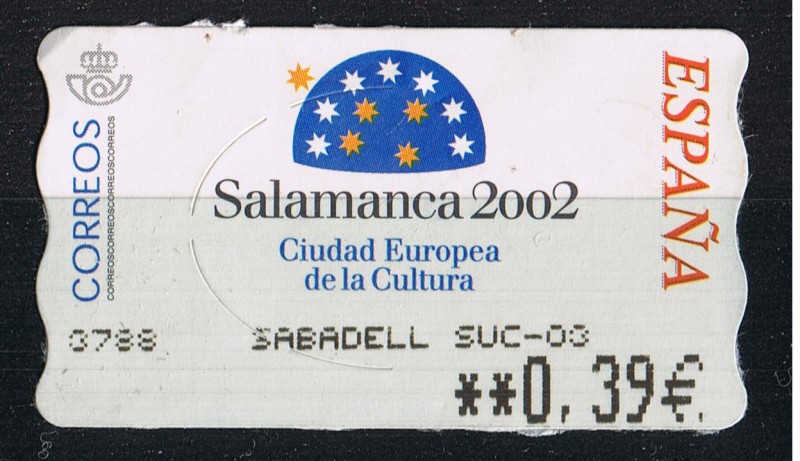 CORREOS
CORREOSCORREOSCORREOSCORREOS
ESPAÑA
Salamanca 2002
Ciudad Europea
de la Cultura
0788 SABADELL SUC-03
**0,39€.